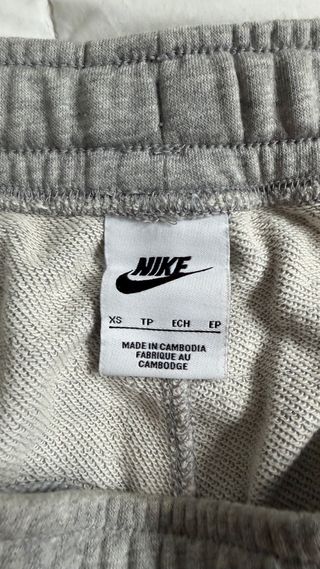 NIKE
XS TP ECH EP
MADE IN CAMBODIA
FABRIQUE AU
CAMBODGE